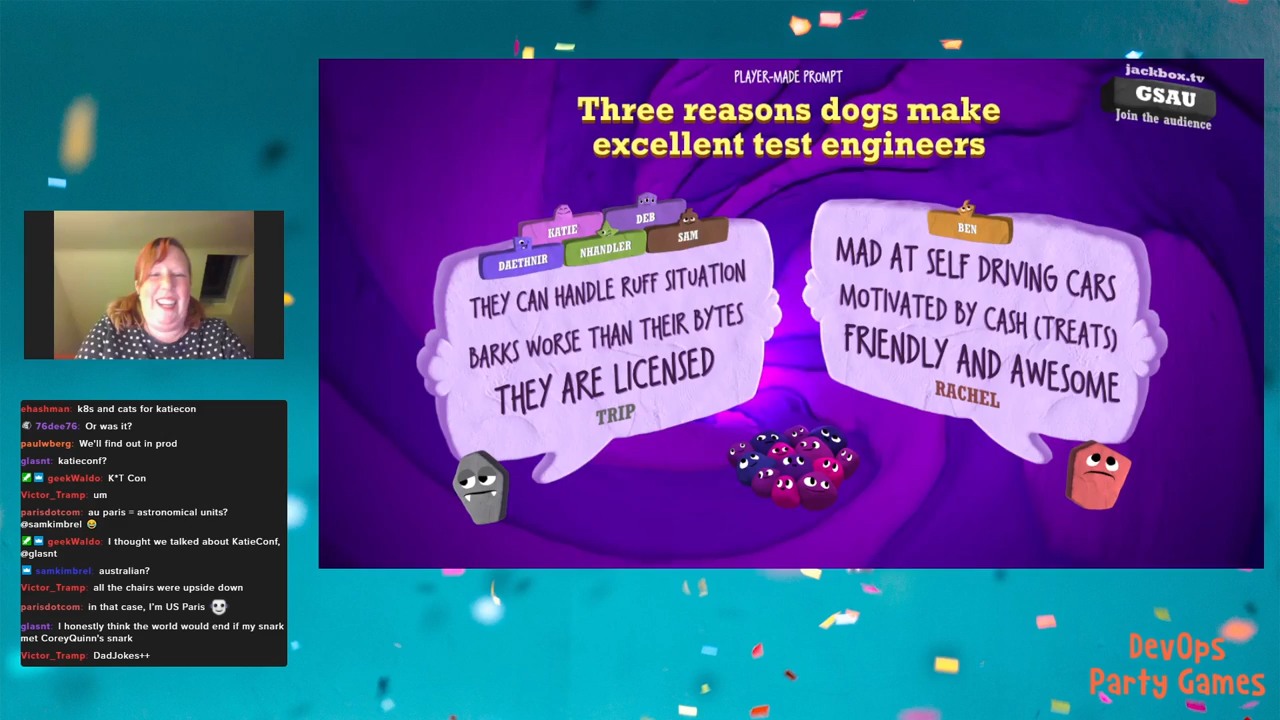 PLAYER-MADE PROMPT
Three reasons dogs make
excellent test engineers
jackbox.tv
GSAU
Join the audience
KATIE
DEB
DAETHNIR
NHANDLER
SAM
THEY CAN HANDLE RUFF SITUATION
BARKS WORSE THAN THEIR BYTES
THEY ARE LICENSED
TRIP
BEN
MAD AT SELF DRIVING CARS
MOTIVATED BY CASH (TREATS)
FRIENDLY AND AWESOME
RACHEL
ehashman: k8s and cats for katiecon
76dee76: Or was it?
paulwberg: We'll find out in prod
glasnt: katieconf?
geekWaldo: K*T Con
Victor_Tramp: um
parisdotcom: au paris = astronomical units?
@samkimbrel 😄
geekWaldo: I thought we talked about KatieConf,
@glasnt
samkimbrel: australian?
Victor_Tramp: all the chairs were upside down
parisdotcom: in that case, I'm US Paris
glasnt: I honestly think the world would end if my snark
met CoreyQuinn's snark
Victor_Tramp: DadJokes++
DevOps
Party Games